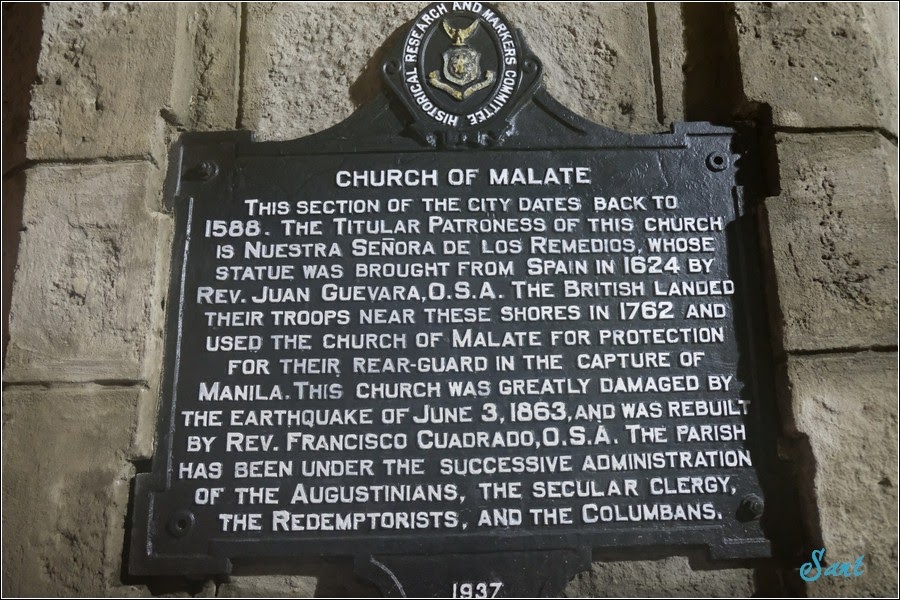 HISTORICAL RESEARCH AND MARKERS COMMITTEE
CHURCH OF MALATE
THIS SECTION OF THE CITY DATES BACK TO
1588. THE TITULAR PATRONESS OF THIS CHURCH
IS NUESTRA SEÑORA DE LOS REMEDIOS, WHOSE
STATUE WAS BROUGHT FROM SPAIN IN 1624 BY
REV. JUAN GUEVARA, O.S.A. THE BRITISH LANDED
THEIR TROOPS NEAR THESE SHORES IN 1762 AND
USED THE CHURCH OF MALATE FOR PROTECTION
FOR THEIR REAR-GUARD IN THE CAPTURE OF
MANILA. THIS CHURCH WAS GREATLY DAMAGED BY
THE EARTHQUAKE OF JUNE 3, 1863, AND WAS REBUILT
BY REV. FRANCISCO CUADRADO, O.S.A. THE PARISH
HAS BEEN UNDER THE SUCCESSIVE ADMINISTRATION
OF THE AUGUSTINIANS, THE SECULAR CLERGY,
THE REDEMPTORISTS, AND THE COLUMBANS.
1937
Sant